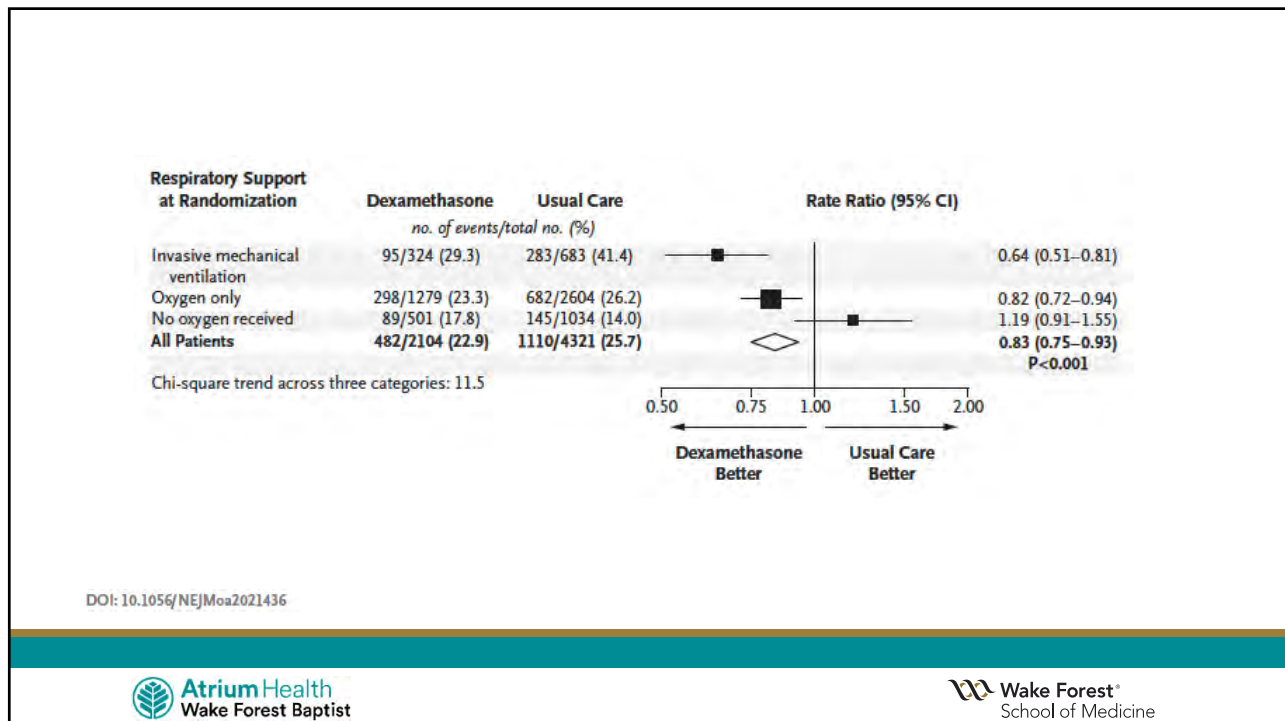 Respiratory Support
at Randomization Dexamethasone Usual Care Rate Ratio (95% CI)
no. of events/total no. (%)
Invasive mechanical 95/324 (29.3) 283/683 (41.4) 0.64 (0.51–0.81)
ventilation
Oxygen only 298/1279 (23.3) 682/2604 (26.2) 0.82 (0.72–0.94)
No oxygen received 89/501 (17.8) 145/1034 (14.0) 1.19 (0.91–1.55)
All Patients 482/2104 (22.9) 1110/4321 (25.7) 0.83 (0.75–0.93)
P<0.001
Chi-square trend across three categories: 11.5
0.50 0.75 1.00 1.50 2.00
Dexamethasone Usual Care
Better Better
DOI: 10.1056/NEJMoa2021436
Atrium Health
Wake Forest Baptist
Wake Forest®
School of Medicine